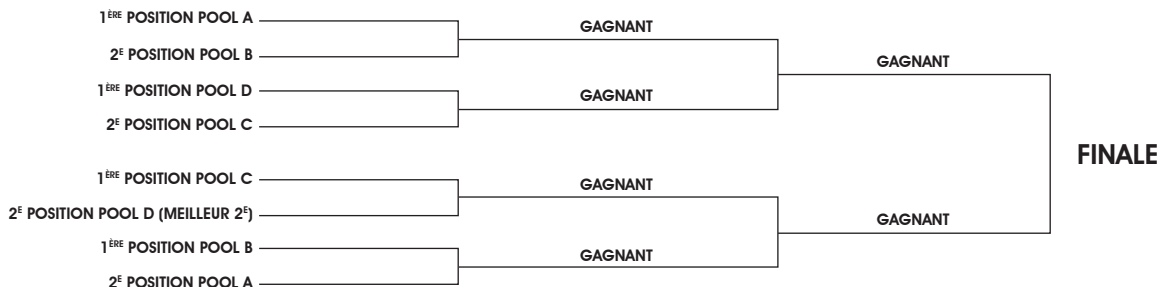 1ÈRE POSITION POOL A
GAGNANT
2E POSITION POOL B
GAGNANT
1ÈRE POSITION POOL D
GAGNANT
2E POSITION POOL C
FINALE
1ÈRE POSITION POOL C
GAGNANT
2E POSITION POOL D (MEILLEUR 2E)
GAGNANT
1ÈRE POSITION POOL B
GAGNANT
2E POSITION POOL A